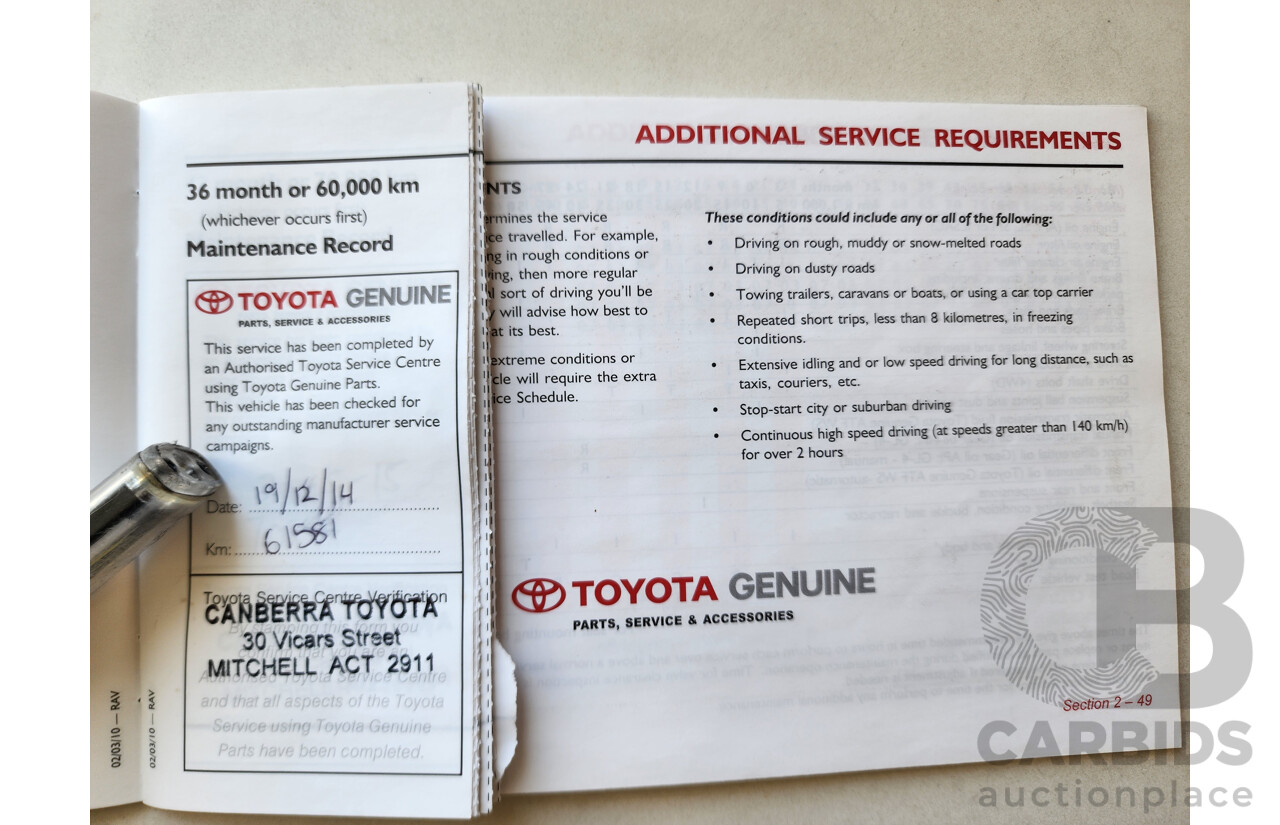 36 month or 60,000 km
(whichever occurs first)
Maintenance Record
TOYOTA GENUINE
PARTS, SERVICE & ACCESSORIES
This service has been completed by
an Authorised Toyota Service Centre
using Toyota Genuine Parts.
This vehicle has been checked for
any outstanding manufacturer service
campaigns.
Date: 19/12/14
Km: 61581
Toyota Service Centre Verification
CANBERRA TOYOTA
By stamping this form you
30 Vicars Street
confirm that you are an
MITCHELL ACT 2911
Authorised Toyota Service Centre
and that all aspects of the Toyota
Service using Toyota Genuine
Parts have been completed.
02/03/10 — RAV
02/03/10 — RAV
ADDITIONAL SERVICE REQUIREMENTS
NTS
ermines the service
ce travelled. For example,
ng in rough conditions or
ing, then more regular
l sort of driving you'll be
y will advise how best to
at its best.
extreme conditions or
cle will require the extra
ice Schedule.
These conditions could include any or all of the following:
• Driving on rough, muddy or snow-melted roads
• Driving on dusty roads
• Towing trailers, caravans or boats, or using a car top carrier
• Repeated short trips, less than 8 kilometres, in freezing
conditions.
• Extensive idling and or low speed driving for long distance, such as
taxis, couriers, etc.
• Stop-start city or suburban driving
• Continuous high speed driving (at speeds greater than 140 km/h)
for over 2 hours
TOYOTA GENUINE
PARTS, SERVICE & ACCESSORIES
Section 2 – 49
CB
CARBIDS
auctionplace